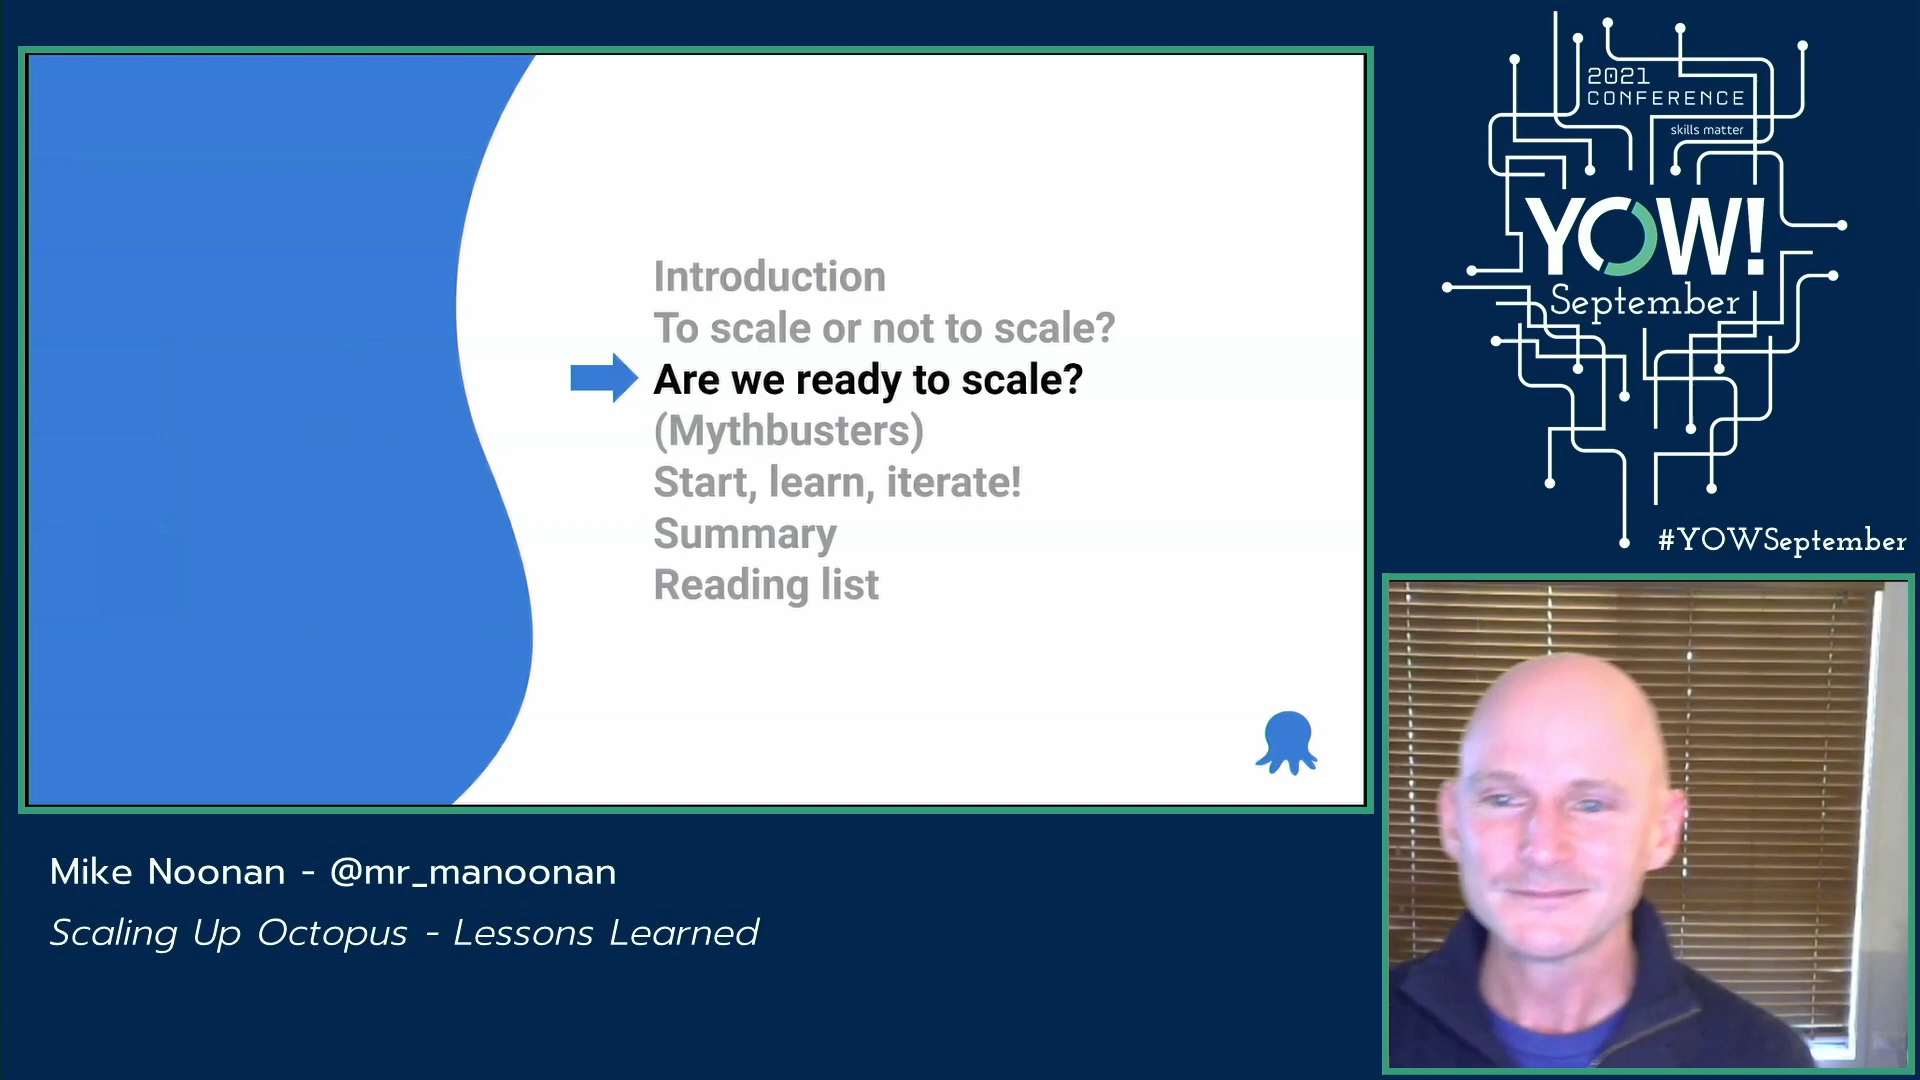 Introduction
To scale or not to scale?
Are we ready to scale?
(Mythbusters)
Start, learn, iterate!
Summary
Reading list
2021
CONFERENCE
skills matter
YOW!
September
#YOWSeptember
Mike Noonan - @mr_manoonan
Scaling Up Octopus - Lessons Learned